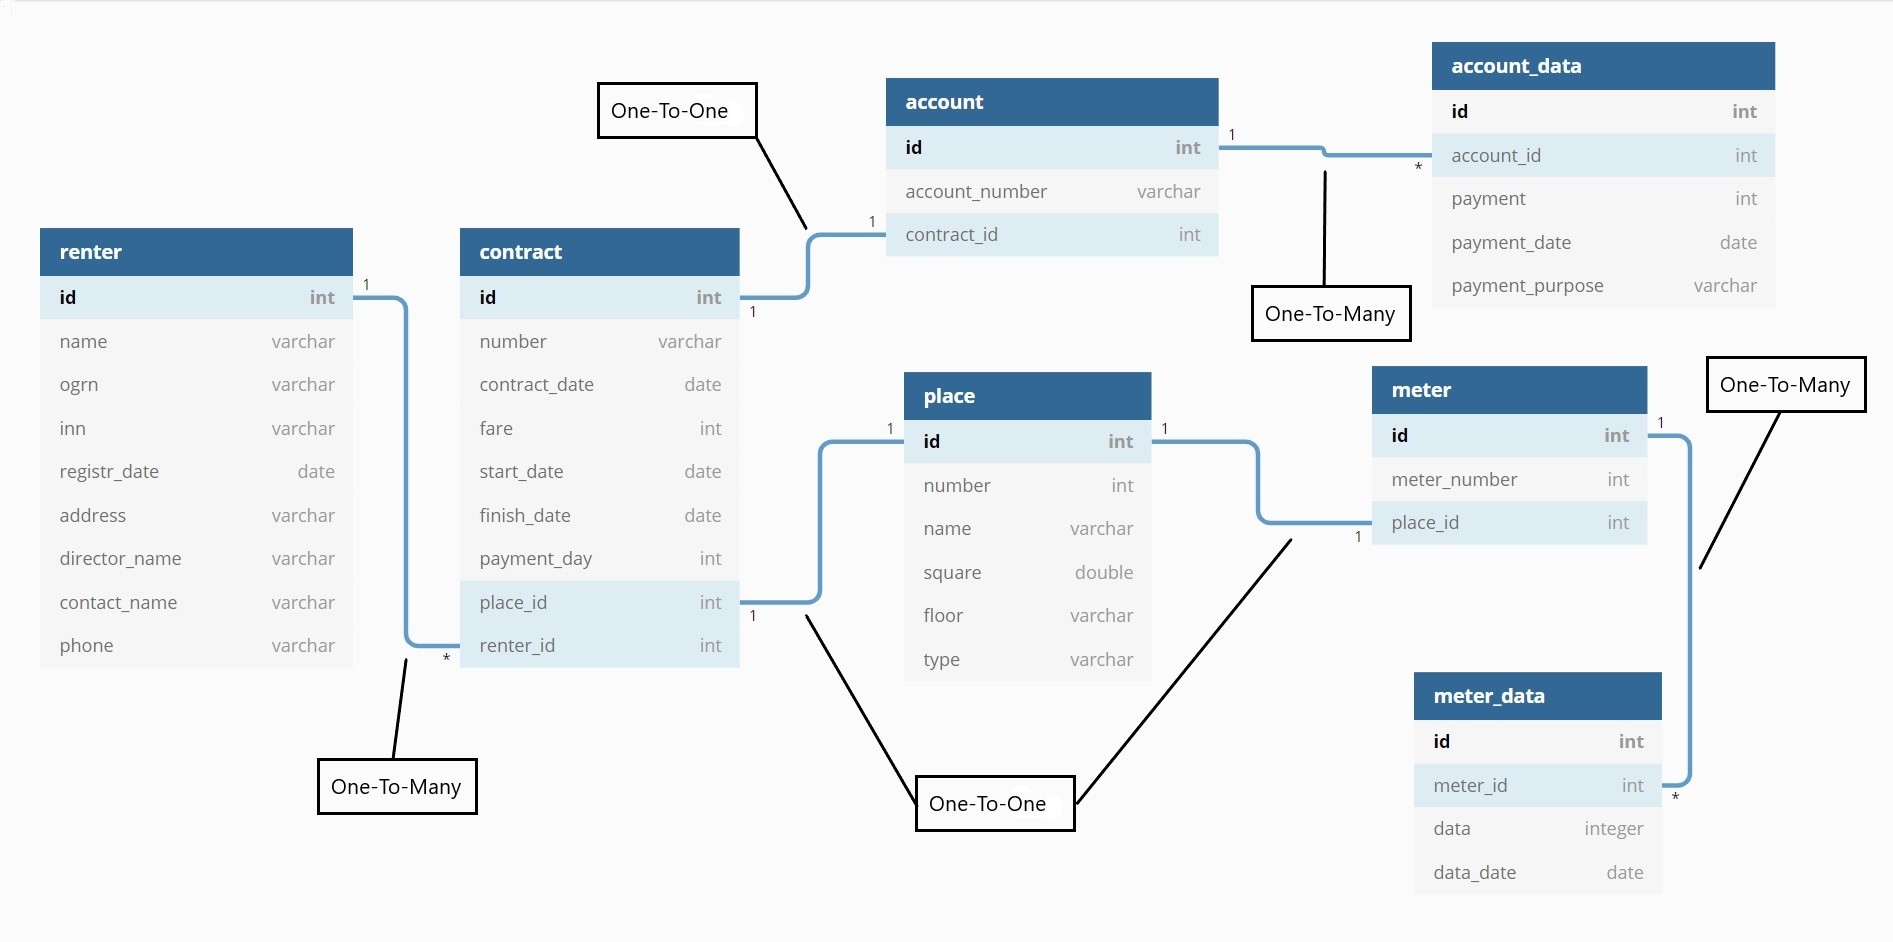 One-To-One
account
id int
account_number varchar
contract_id int
account_data
id int
account_id int
payment int
payment_date date
payment_purpose varchar
1
*
One-To-Many
renter
id int
name varchar
ogrn varchar
inn varchar
registr_date date
address varchar
director_name varchar
contact_name varchar
phone varchar
1
*
One-To-Many
contract
id int
number varchar
contract_date date
fare int
start_date date
finish_date date
payment_day int
place_id int
renter_id int
1
1
1
1
place
id int
number int
name varchar
square double
floor varchar
type varchar
1
1
One-To-One
meter
id int
meter_number int
place_id int
1
*
One-To-Many
meter_data
id int
meter_id int
data integer
data_date date